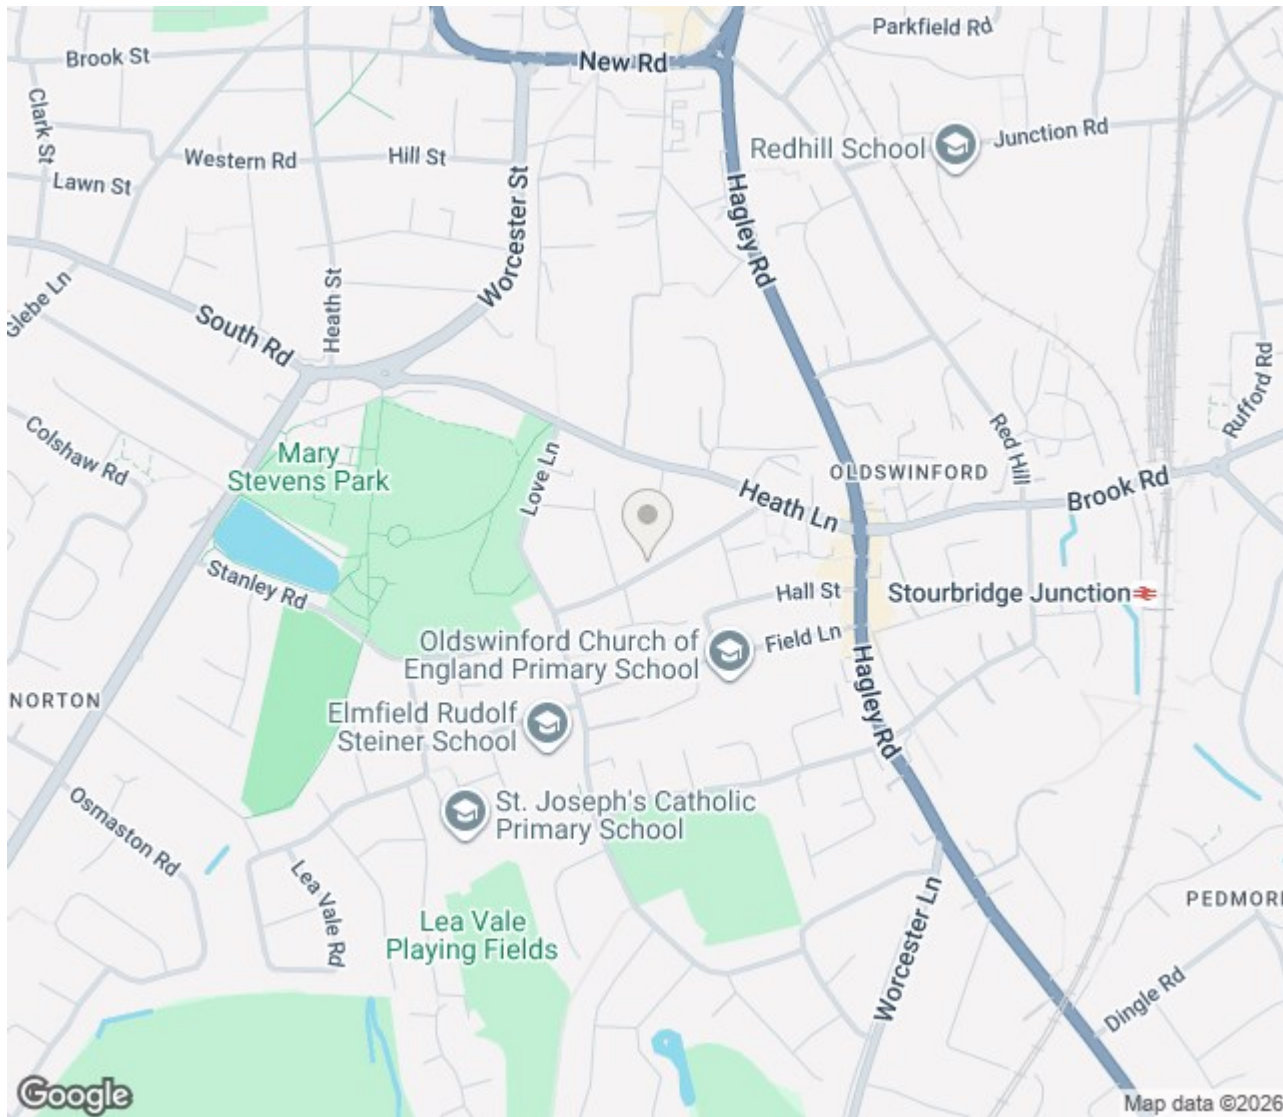 Parkfield Rd
Brook St
New Rd
Clark St
Junction Rd
Redhill School
Western Rd
Hill St
Lawn St
Worcester St
Hagley Rd
Glebe Ln
South Rd
Heath St
Rufford Rd
Colshaw Rd
Mary
Stevens Park
Love Ln
Red Hill
OLDSWINFORD
Heath Ln
Brook Rd
Stanley Rd
Hall St
Stourbridge Junction
Oldswinford Church of
England Primary School
Field Ln
NORTON
Elmfield Rudolf
Steiner School
Hagley Rd
Osmaston Rd
St. Joseph's Catholic
Primary School
Lea Vale Rd
Lea Vale
Playing Fields
Worcester Ln
PEDMOR
Dingle Rd
Google
Map data ©2026